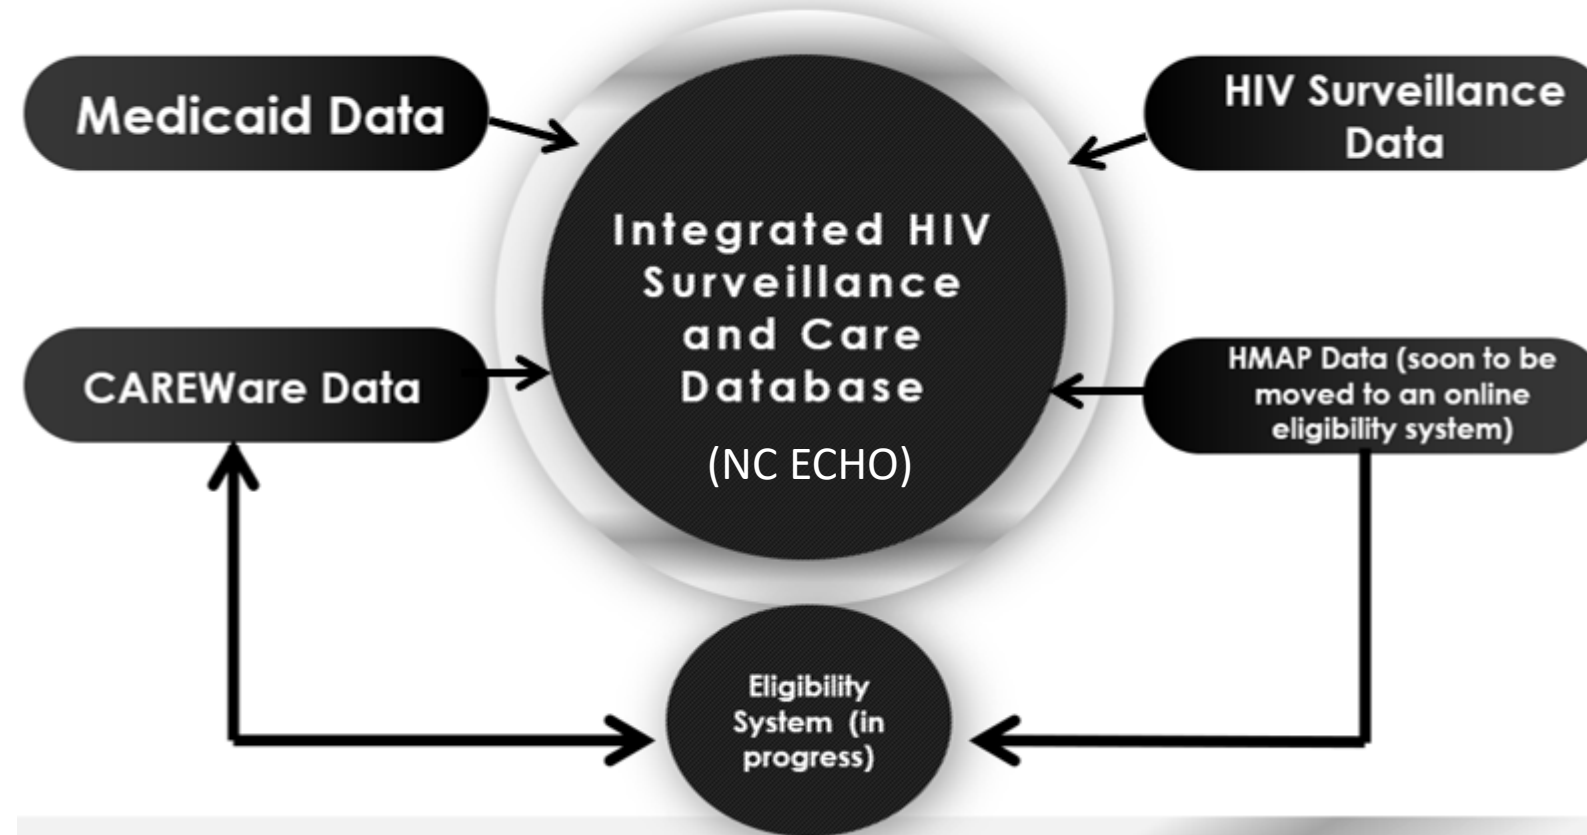 Medicaid Data
HIV Surveillance
Data
Integrated HIV
Surveillance
and Care
Database
(NC ECHO)
CAREWare Data
HMAP Data (soon to be
moved to an online
eligibility system)
Eligibility
System (in
progress)